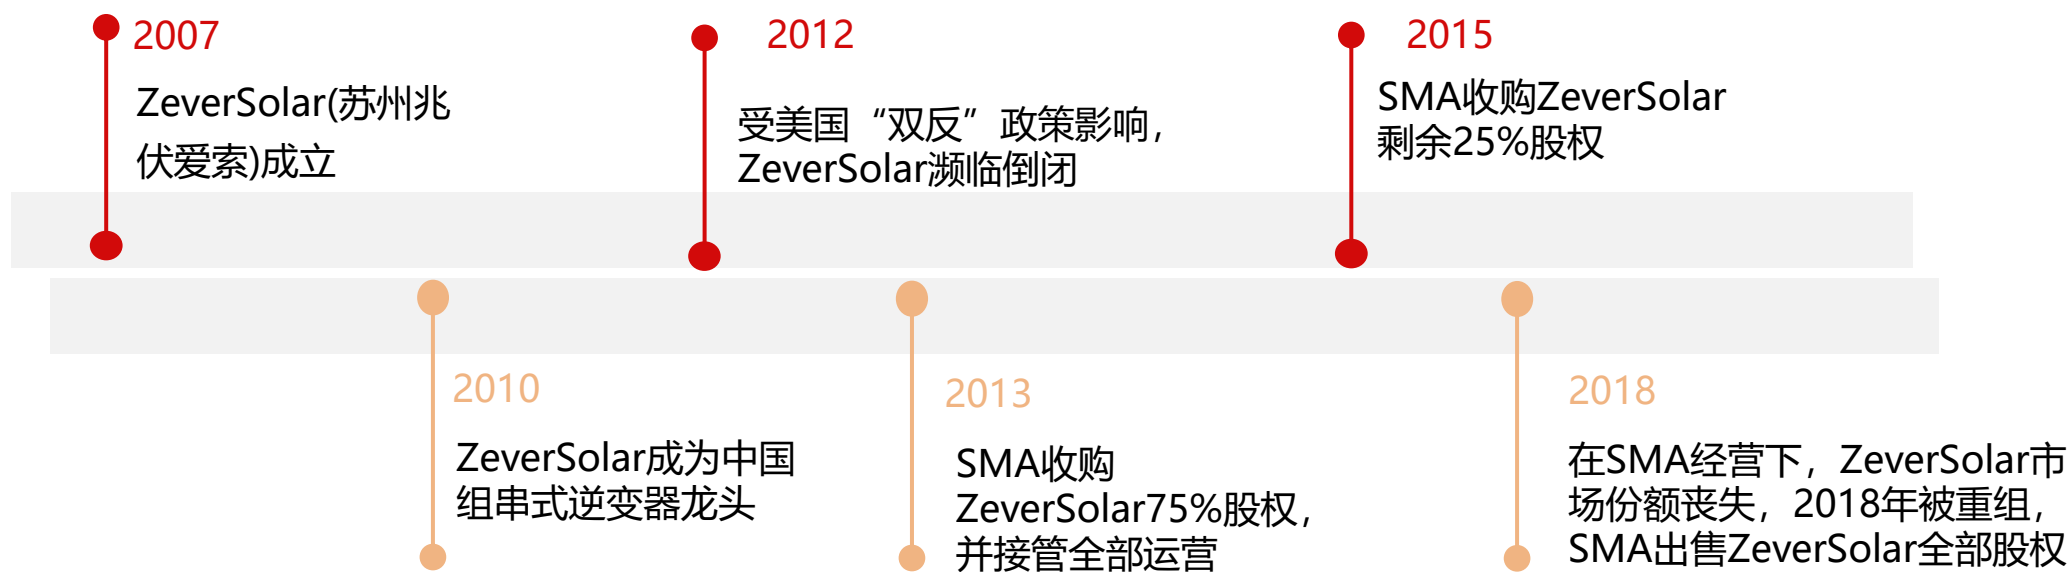 2007
ZeverSolar(苏州兆
伏爱索)成立
2012
受美国“双反”政策影响，
ZeverSolar濒临倒闭
2015
SMA收购ZeverSolar
剩余25%股权
2010
ZeverSolar成为中国
组串式逆变器龙头
2013
SMA收购
ZeverSolar75%股权，
并接管全部运营
2018
在SMA经营下，ZeverSolar市
场份额丧失，2018年被重组，
SMA出售ZeverSolar全部股权